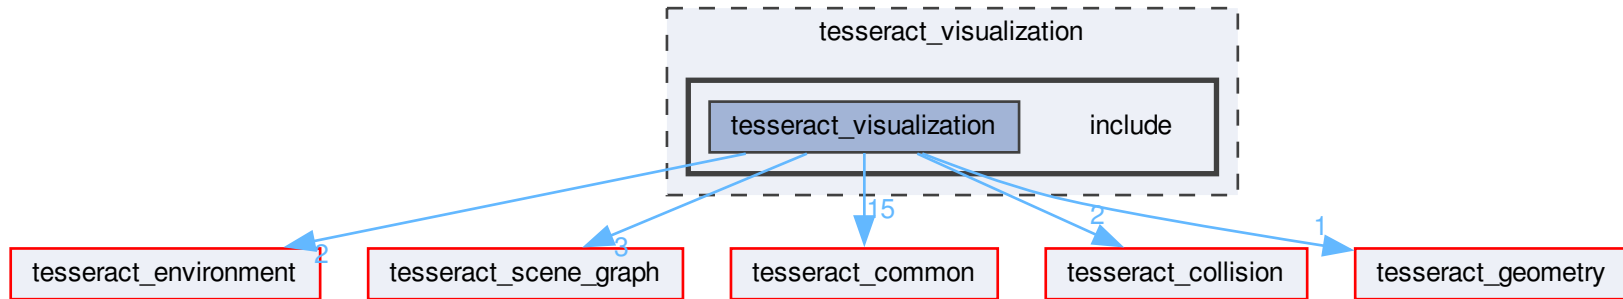 tesseract_visualization
tesseract_visualization
include
2
3
15
2
1
tesseract_environment
tesseract_scene_graph
tesseract_common
tesseract_collision
tesseract_geometry